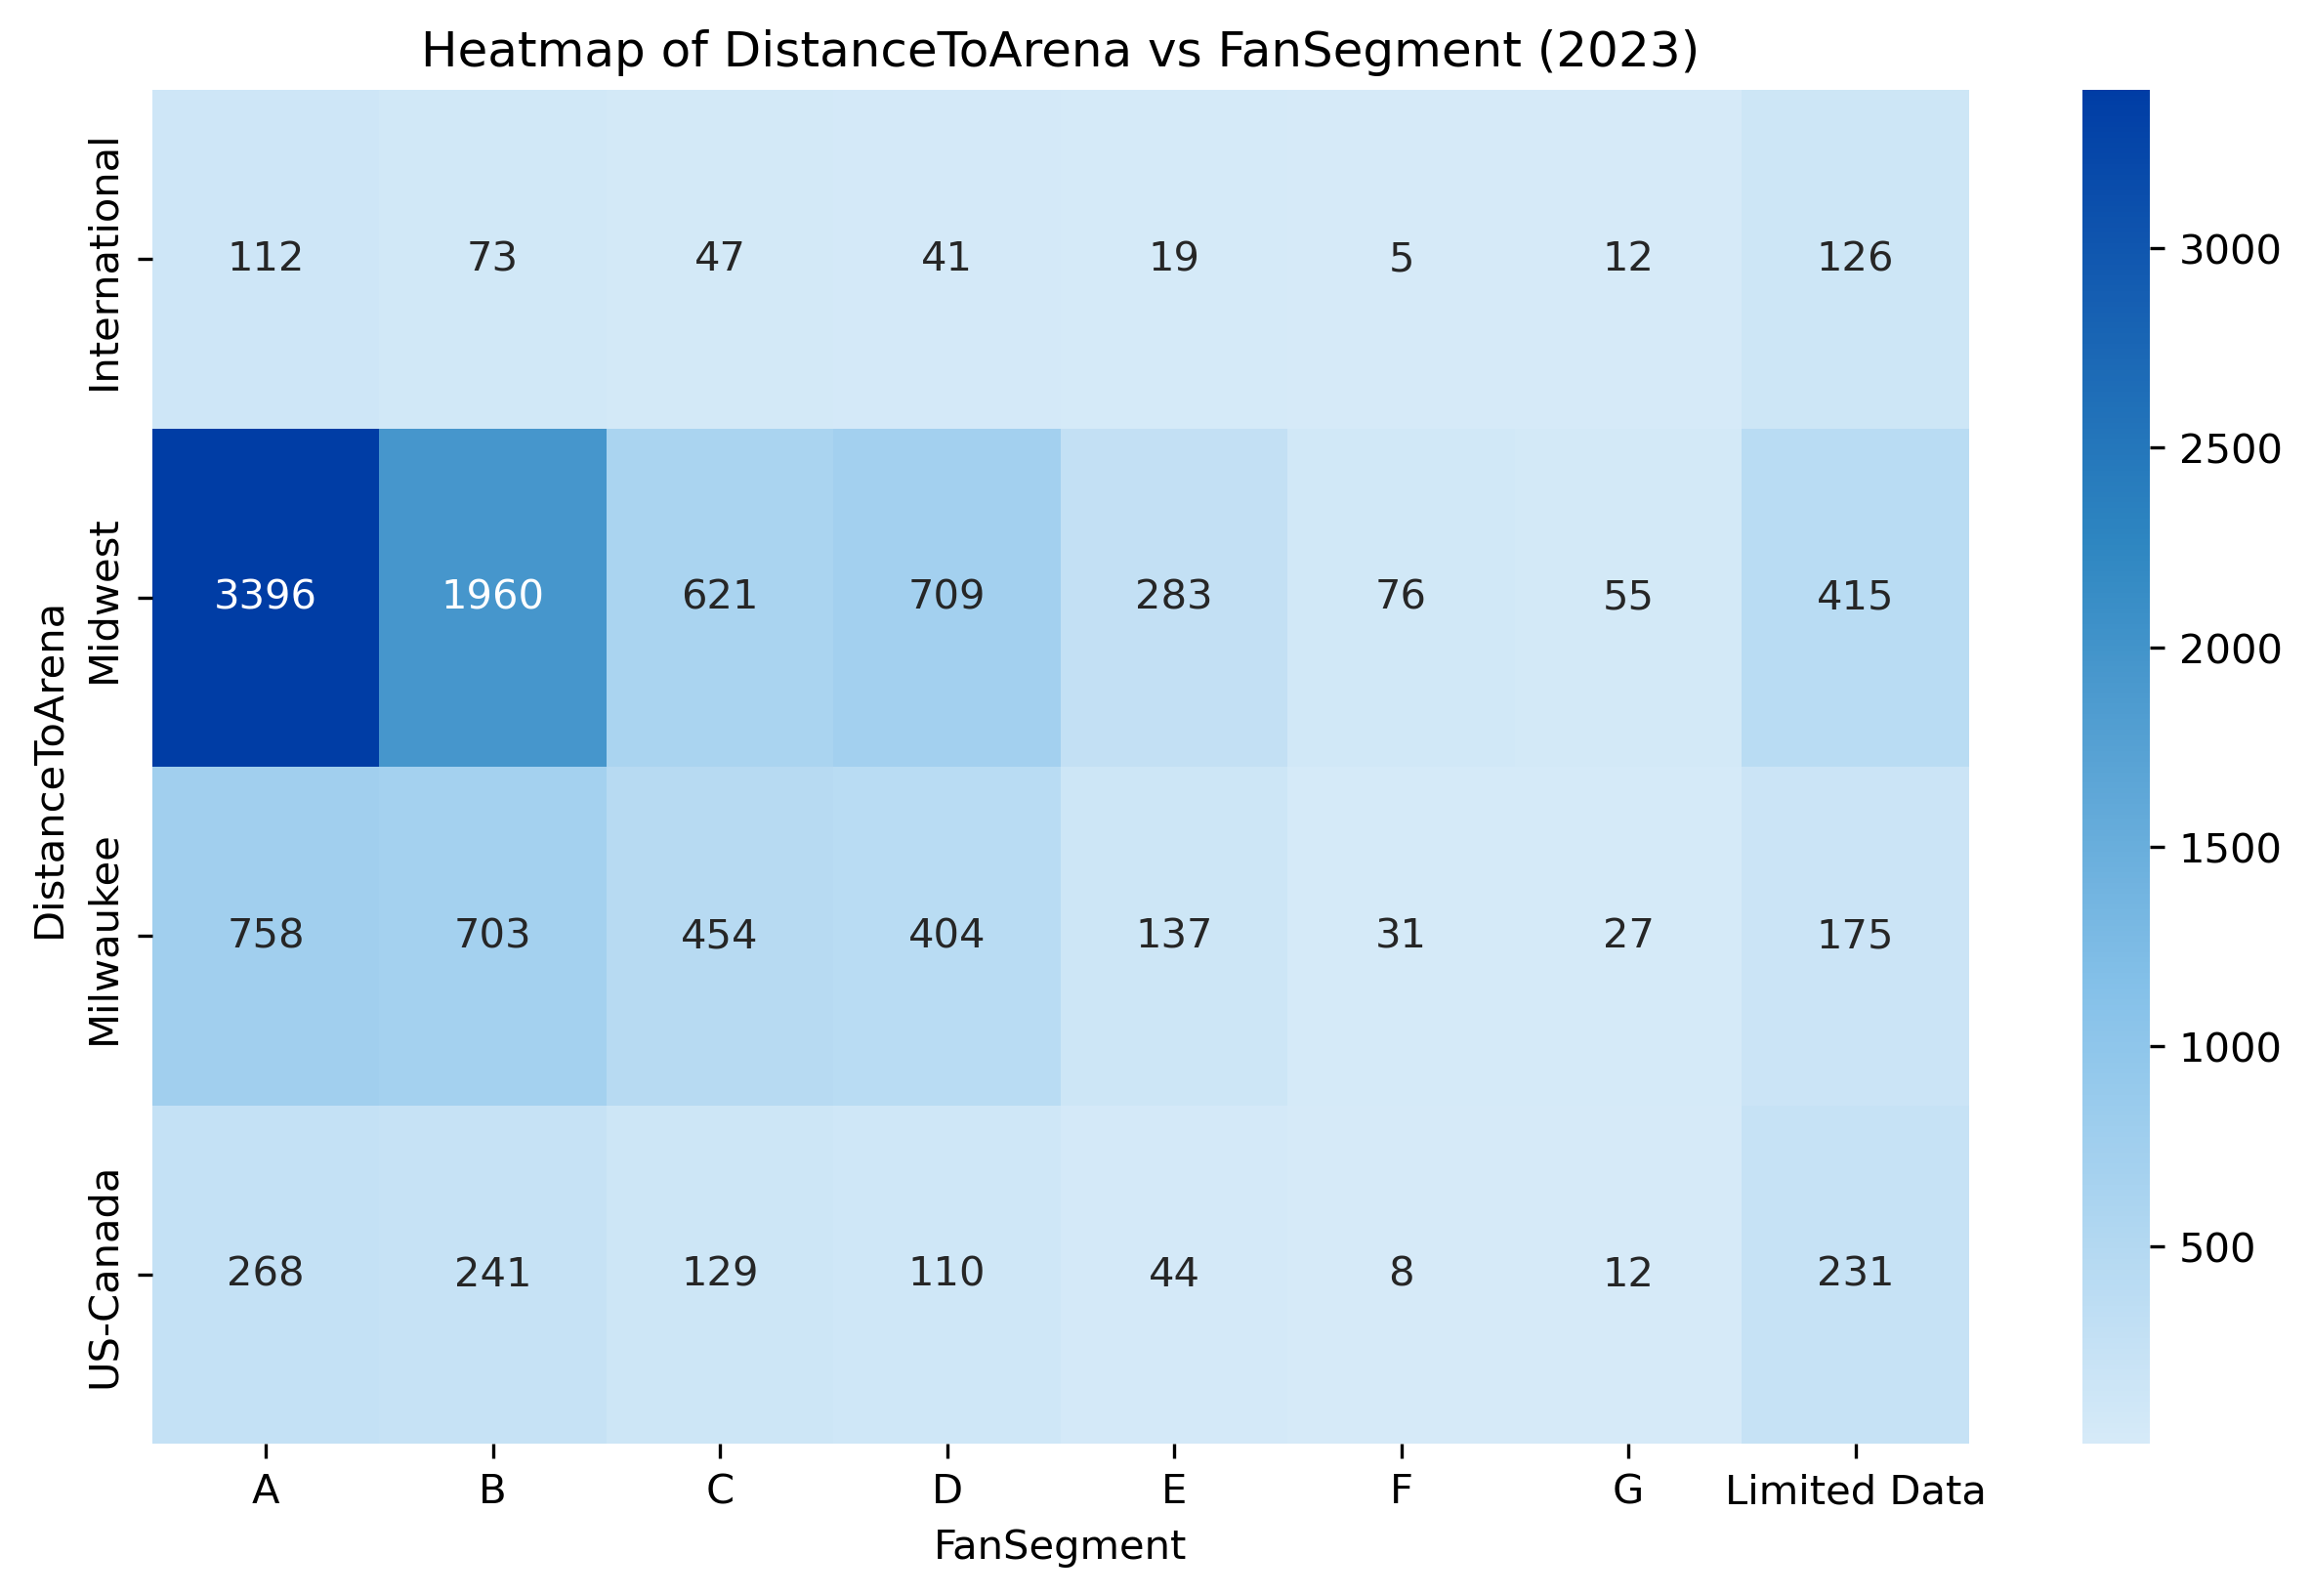 Heatmap of DistanceToArena vs FanSegment (2023)
DistanceToArena
International
112 73 47 41 19 5 12 126
Midwest
3396 1960 621 709 283 76 55 415
Milwaukee
758 703 454 404 137 31 27 175
US-Canada
268 241 129 110 44 8 12 231
A B C D E F G Limited Data
FanSegment
3000
2500
2000
1500
1000
500